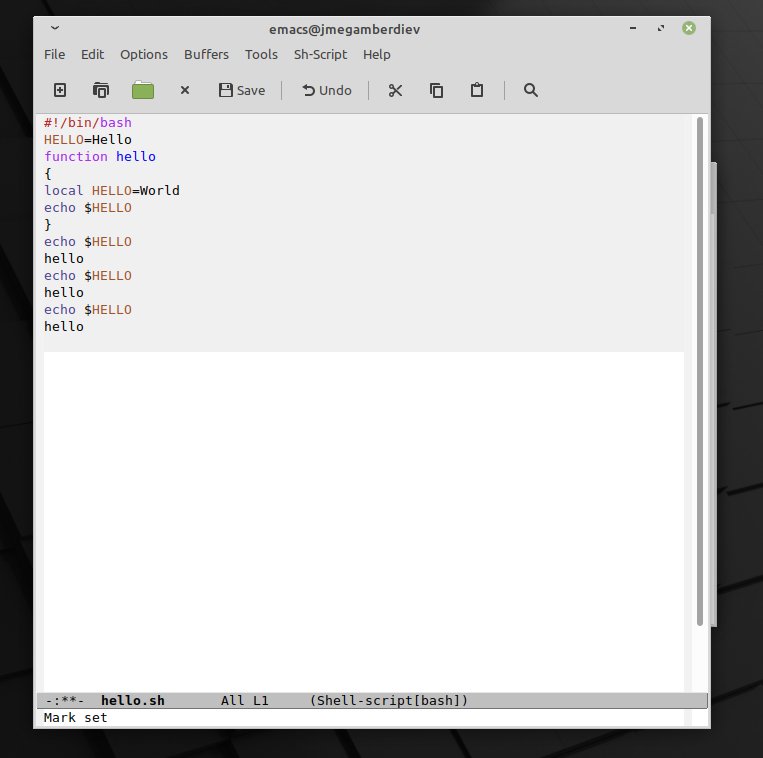 emacs@jmegamberdiev
File Edit Options Buffers Tools Sh-Script Help
Save Undo
#!/bin/bash
HELLO=Hello
function hello
{
local HELLO=World
echo $HELLO
}
echo $HELLO
hello
echo $HELLO
hello
echo $HELLO
hello
-:**- hello.sh All L1 (Shell-script[bash])
Mark set